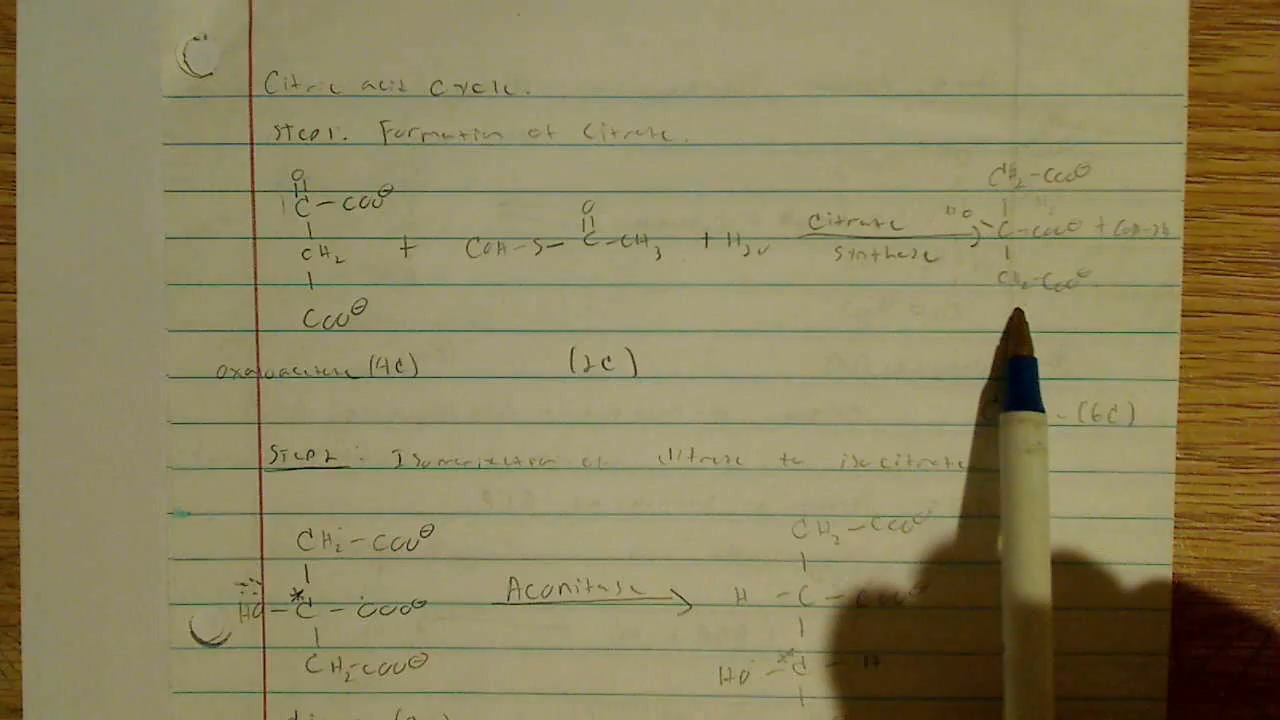 Citric acid cycle.
Step 1. Formation of Citrate.
O
C - COO⊖
CH2
COO⊖
+
O
CoA - S - C - CH3
+ H2O
Citrate
Synthase
CH2 - COO⊖
HO
C - COO⊖
CH2 - COO⊖
Oxaloacetate (4C)
(2C)
(6C)
Step 2: Isomerization of citrate to isocitrate
CH2 - COO⊖
HO - C* - COO⊖
CH2 - COO⊖
Aconitase
CH2 - COO⊖
H - C - COO⊖
HO - C* - H